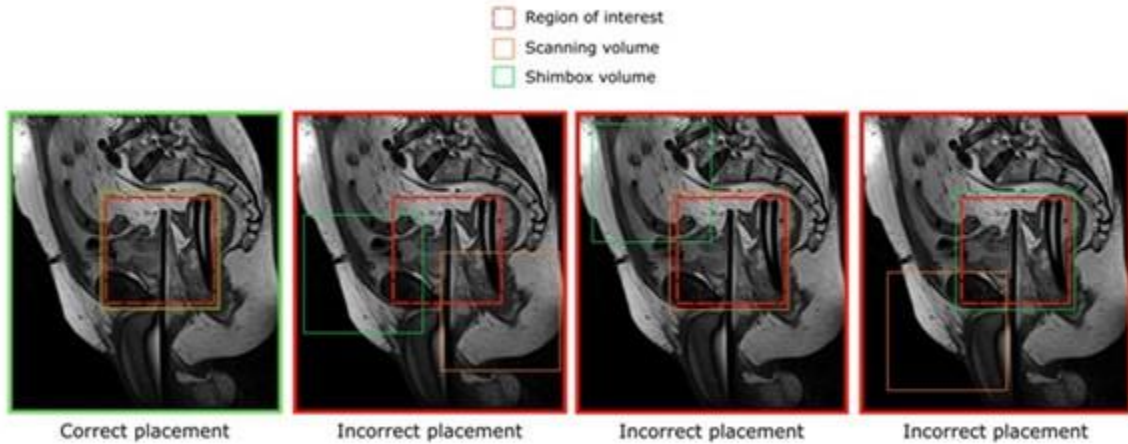 Region of interest
Scanning volume
Shimbox volume
Correct placement
Incorrect placement
Incorrect placement
Incorrect placement